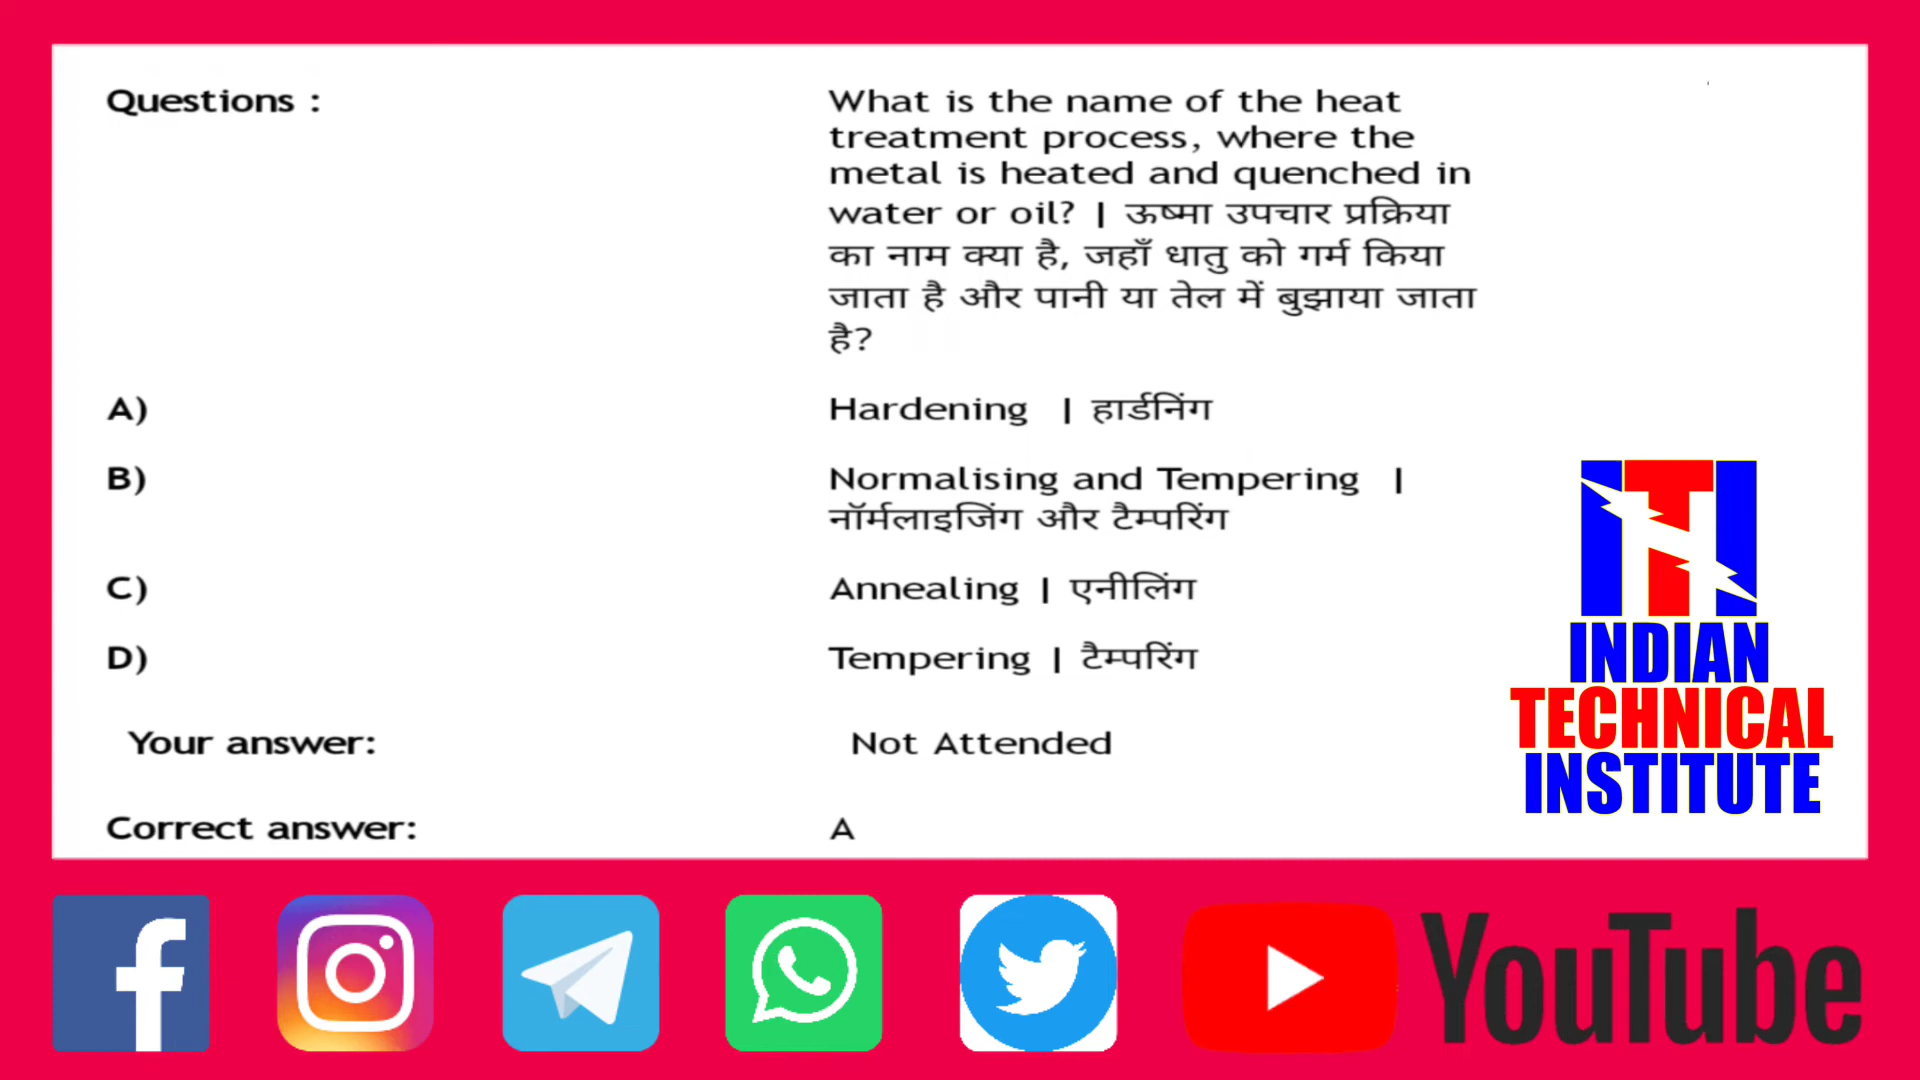 Questions :
What is the name of the heat
treatment process, where the
metal is heated and quenched in
water or oil? | ऊष्मा उपचार प्रक्रिया
का नाम क्या है, जहाँ धातु को गर्म किया
जाता है और पानी या तेल में बुझाया जाता
है?
A) Hardening | हार्डनिंग
B) Normalising and Tempering |
नॉर्मलाइजिंग और टैम्परिंग
C) Annealing | एनीलिंग
D) Tempering | टैम्परिंग
Your answer: Not Attended
Correct answer: A
ITI
INDIAN
TECHNICAL
INSTITUTE
YouTube